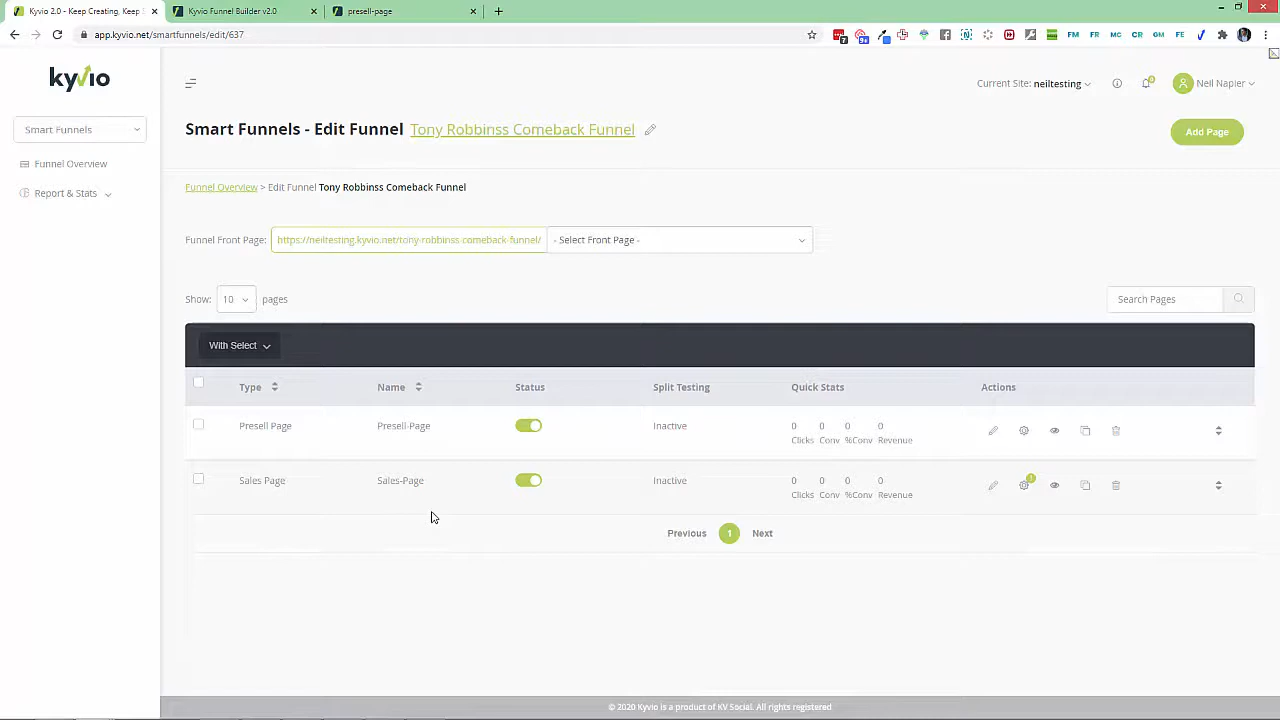 Kyvio 2.0 - Keep Creating, Keep S
Kyvio Funnel Builder v2.0
presell-page
app.kyvio.net/smartfunnels/edit/637
FM FR MC CR OM FE
kyvio
Current Site: neiltesting
Neil Napier
Smart Funnels
Smart Funnels - Edit Funnel Tony Robbinss Comeback Funnel
Add Page
Funnel Overview
Report & Stats
Funnel Overview > Edit Funnel Tony Robbinss Comeback Funnel
Funnel Front Page: https://neiltesting.kyvio.net/tony-robbinss-comeback-funnel/ - Select Front Page -
Show: 10 pages
Search Pages
With Select
Type Name Status Split Testing Quick Stats Actions
Presell Page Presell-Page Inactive 0 0 0 0
Clicks Conv %Conv Revenue
Sales Page Sales-Page Inactive 0 0 0 0
Clicks Conv %Conv Revenue
Previous 1 Next
© 2020 Kyvio is a product of KV Social. All rights registered